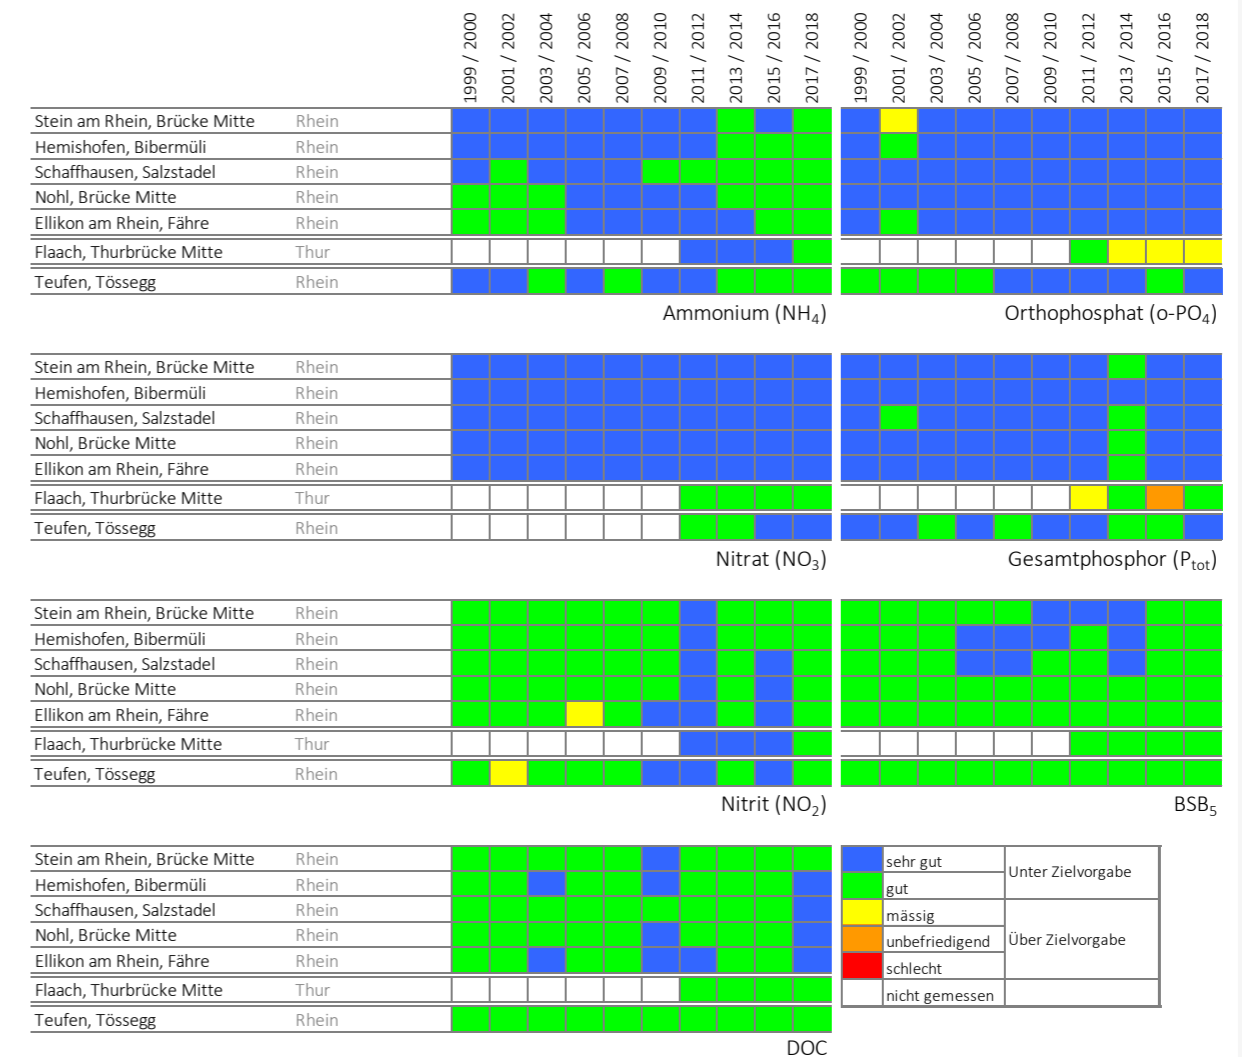 1999 / 2000
2001 / 2002
2003 / 2004
2005 / 2006
2007 / 2008
2009 / 2010
2011 / 2012
2013 / 2014
2015 / 2016
2017 / 2018
1999 / 2000
2001 / 2002
2003 / 2004
2005 / 2006
2007 / 2008
2009 / 2010
2011 / 2012
2013 / 2014
2015 / 2016
2017 / 2018
Stein am Rhein, Brücke Mitte Rhein
Hemishofen, Bibermüli Rhein
Schaffhausen, Salzstadel Rhein
Nohl, Brücke Mitte Rhein
Ellikon am Rhein, Fähre Rhein
Flaach, Thurbrücke Mitte Thur
Teufen, Tössegg Rhein
Ammonium (NH₄) Orthophosphat (o-PO₄)
Stein am Rhein, Brücke Mitte Rhein
Hemishofen, Bibermüli Rhein
Schaffhausen, Salzstadel Rhein
Nohl, Brücke Mitte Rhein
Ellikon am Rhein, Fähre Rhein
Flaach, Thurbrücke Mitte Thur
Teufen, Tössegg Rhein
Nitrat (NO₃) Gesamtphosphor (Ptot)
Stein am Rhein, Brücke Mitte Rhein
Hemishofen, Bibermüli Rhein
Schaffhausen, Salzstadel Rhein
Nohl, Brücke Mitte Rhein
Ellikon am Rhein, Fähre Rhein
Flaach, Thurbrücke Mitte Thur
Teufen, Tössegg Rhein
Nitrit (NO₂) BSB₅
Stein am Rhein, Brücke Mitte Rhein
Hemishofen, Bibermüli Rhein
Schaffhausen, Salzstadel Rhein
Nohl, Brücke Mitte Rhein
Ellikon am Rhein, Fähre Rhein
Flaach, Thurbrücke Mitte Thur
Teufen, Tössegg Rhein
DOC
sehr gut
gut
Unter Zielvorgabe
mässig
unbefriedigend
schlecht
Über Zielvorgabe
nicht gemessen